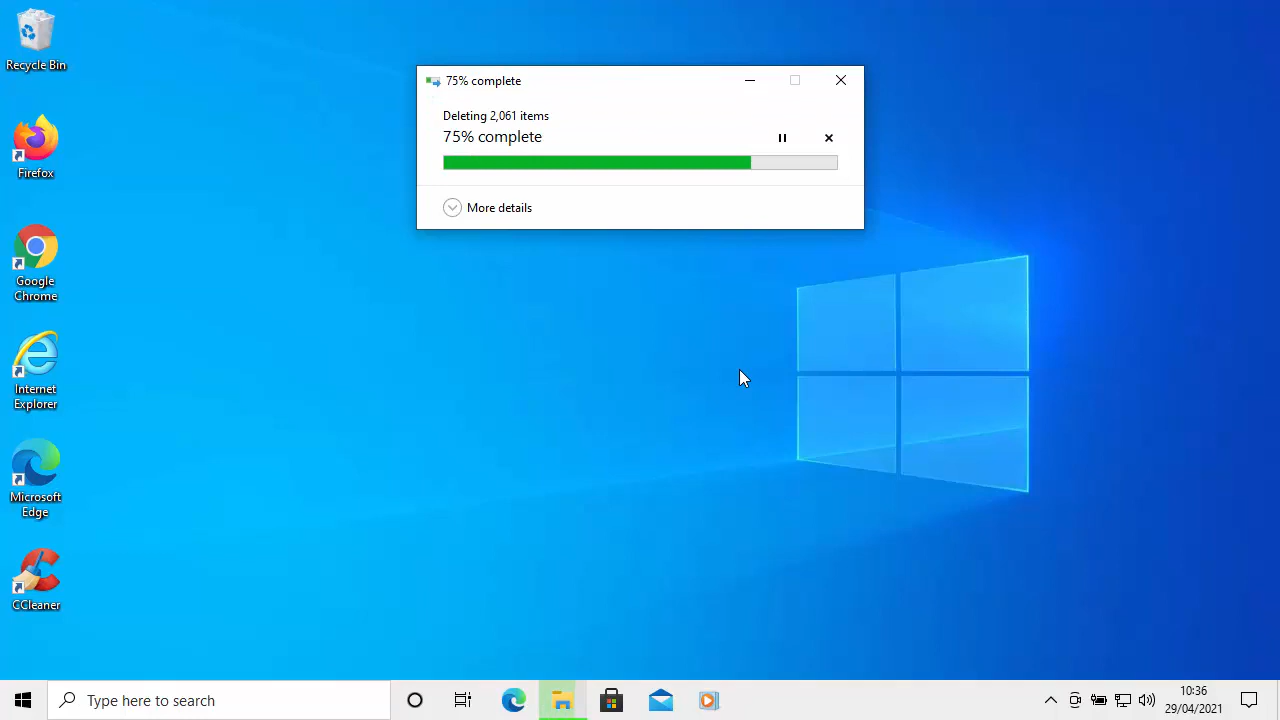 Recycle Bin
Firefox
Google
Chrome
Internet
Explorer
Microsoft
Edge
CCleaner
75% complete
Deleting 2,061 items
75% complete
More details
Type here to search
10:36
29/04/2021